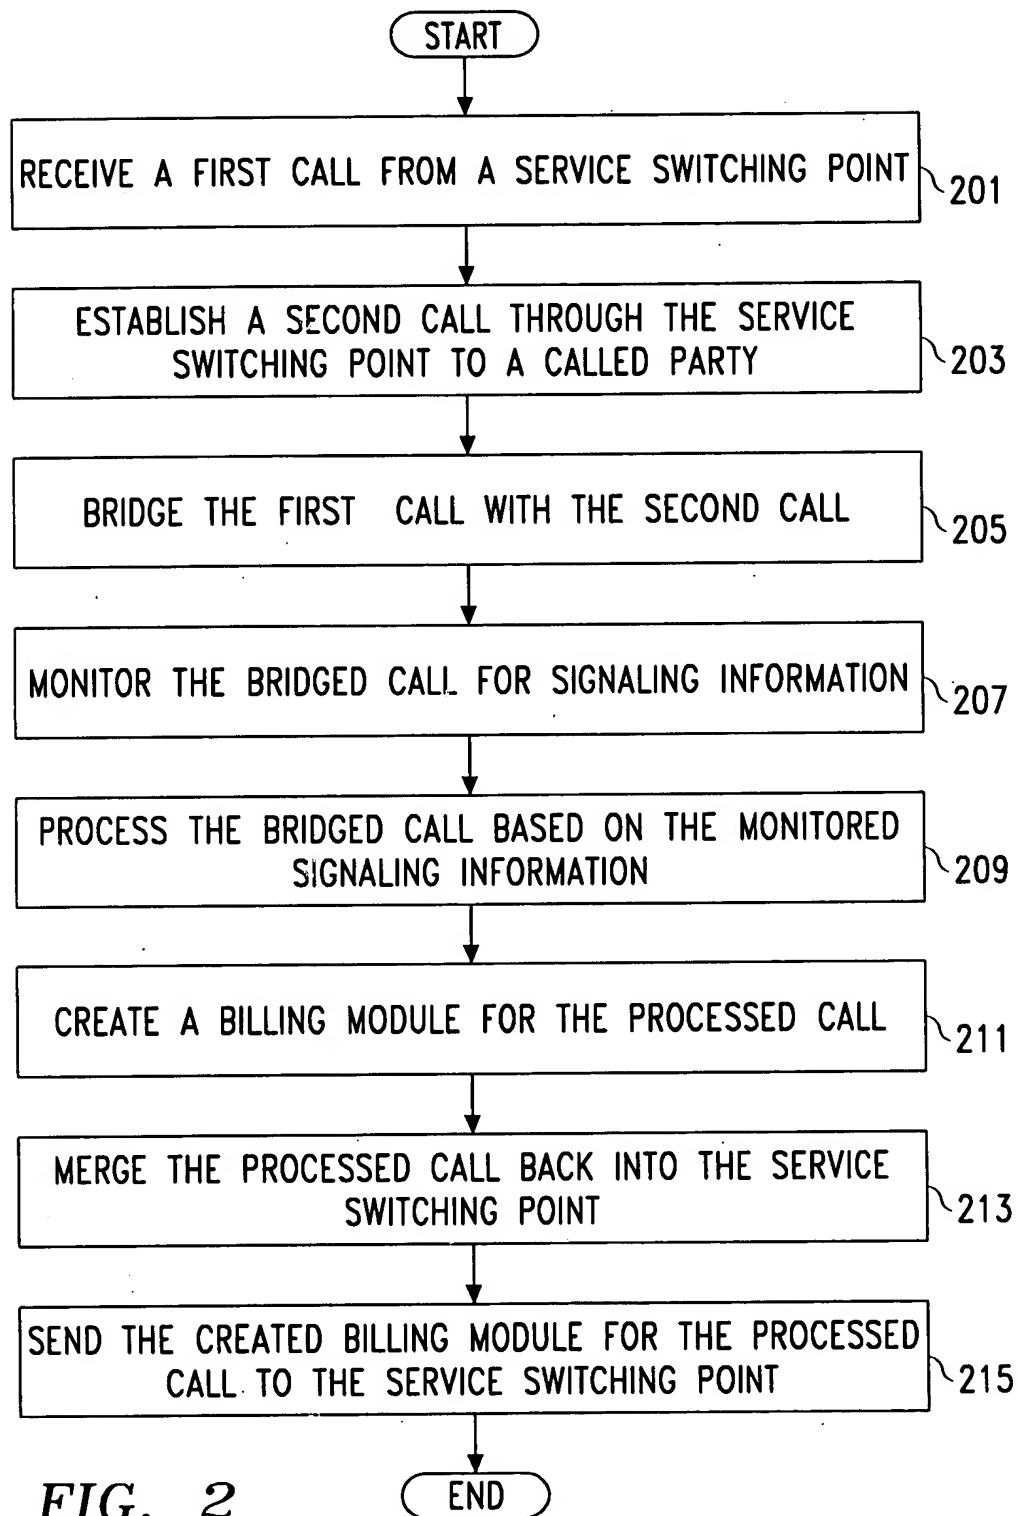 START
RECEIVE A FIRST CALL FROM A SERVICE SWITCHING POINT
201
ESTABLISH A SECOND CALL THROUGH THE SERVICE
SWITCHING POINT TO A CALLED PARTY
203
BRIDGE THE FIRST CALL WITH THE SECOND CALL
205
MONITOR THE BRIDGED CALL FOR SIGNALING INFORMATION
207
PROCESS THE BRIDGED CALL BASED ON THE MONITORED
SIGNALING INFORMATION
209
CREATE A BILLING MODULE FOR THE PROCESSED CALL
211
MERGE THE PROCESSED CALL BACK INTO THE SERVICE
SWITCHING POINT
213
SEND THE CREATED BILLING MODULE FOR THE PROCESSED
CALL TO THE SERVICE SWITCHING POINT
215
END
FIG. 2